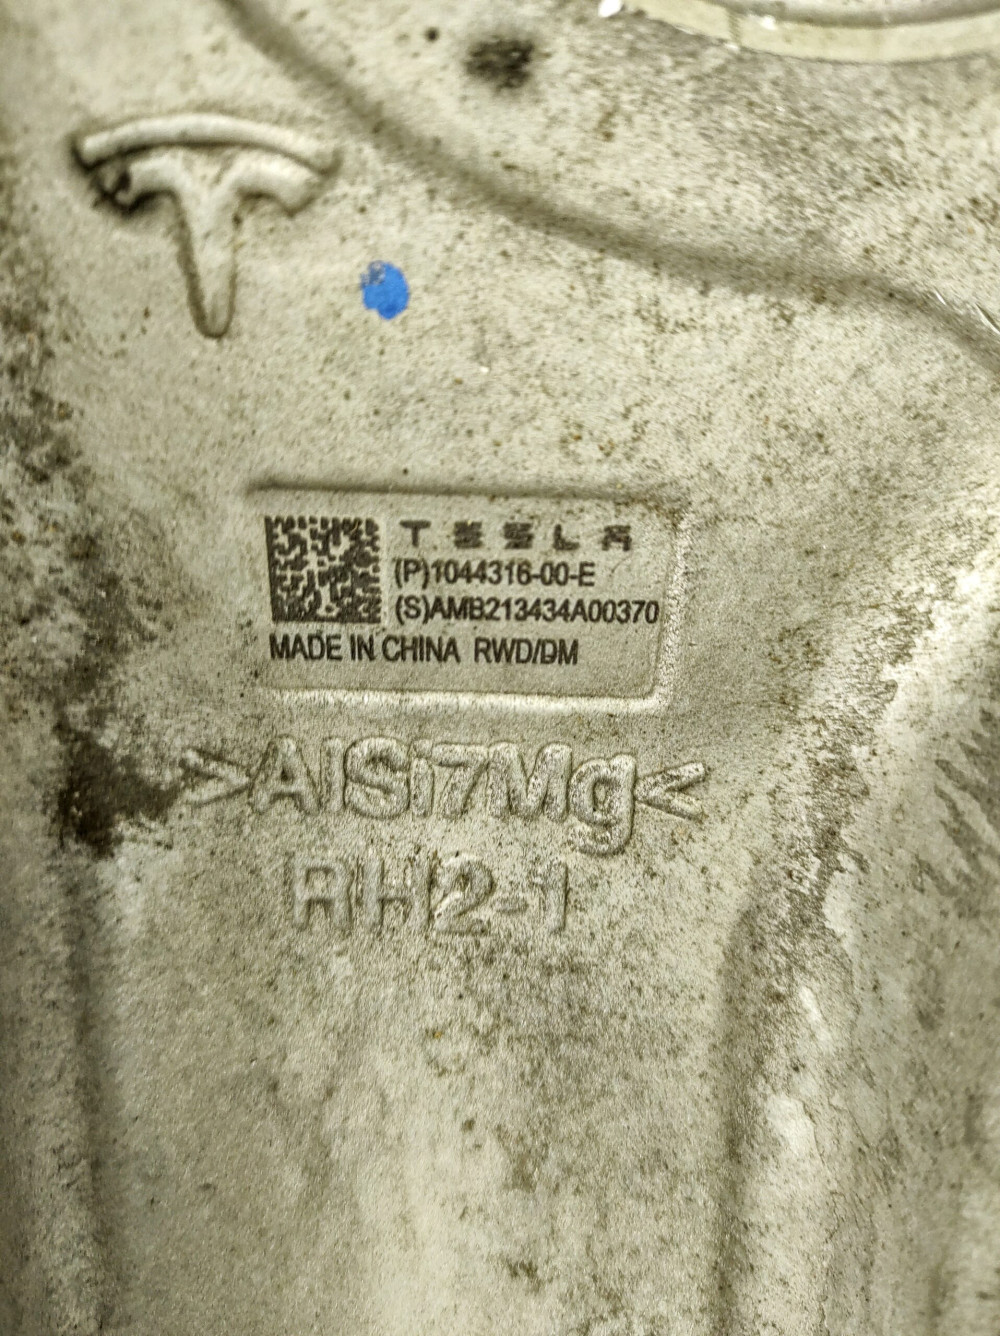 TESLA
(P)1044316-00-E
(S)AMB213434A00370
MADE IN CHINA RWD/DM
>AlSi7Mg<
RH2-1